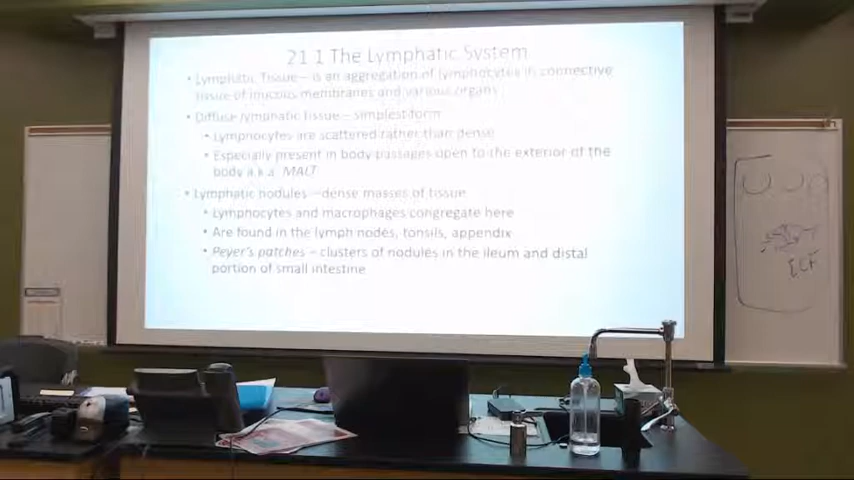 21.1 The Lymphatic System
• Lymphatic Tissue – is an aggregation of lymphocytes in connective
tissue of mucous membranes and various organs
• Diffuse lymphatic tissue – simplest form
• Lymphocytes are scattered rather than dense
• Especially present in body passages open to the exterior of the
body a.k.a. MALT
• Lymphatic nodules – dense masses of tissue
• Lymphocytes and macrophages congregate here
• Are found in the lymph nodes, tonsils, appendix
• Peyer's patches – clusters of nodules in the ileum and distal
portion of small intestine
ECF